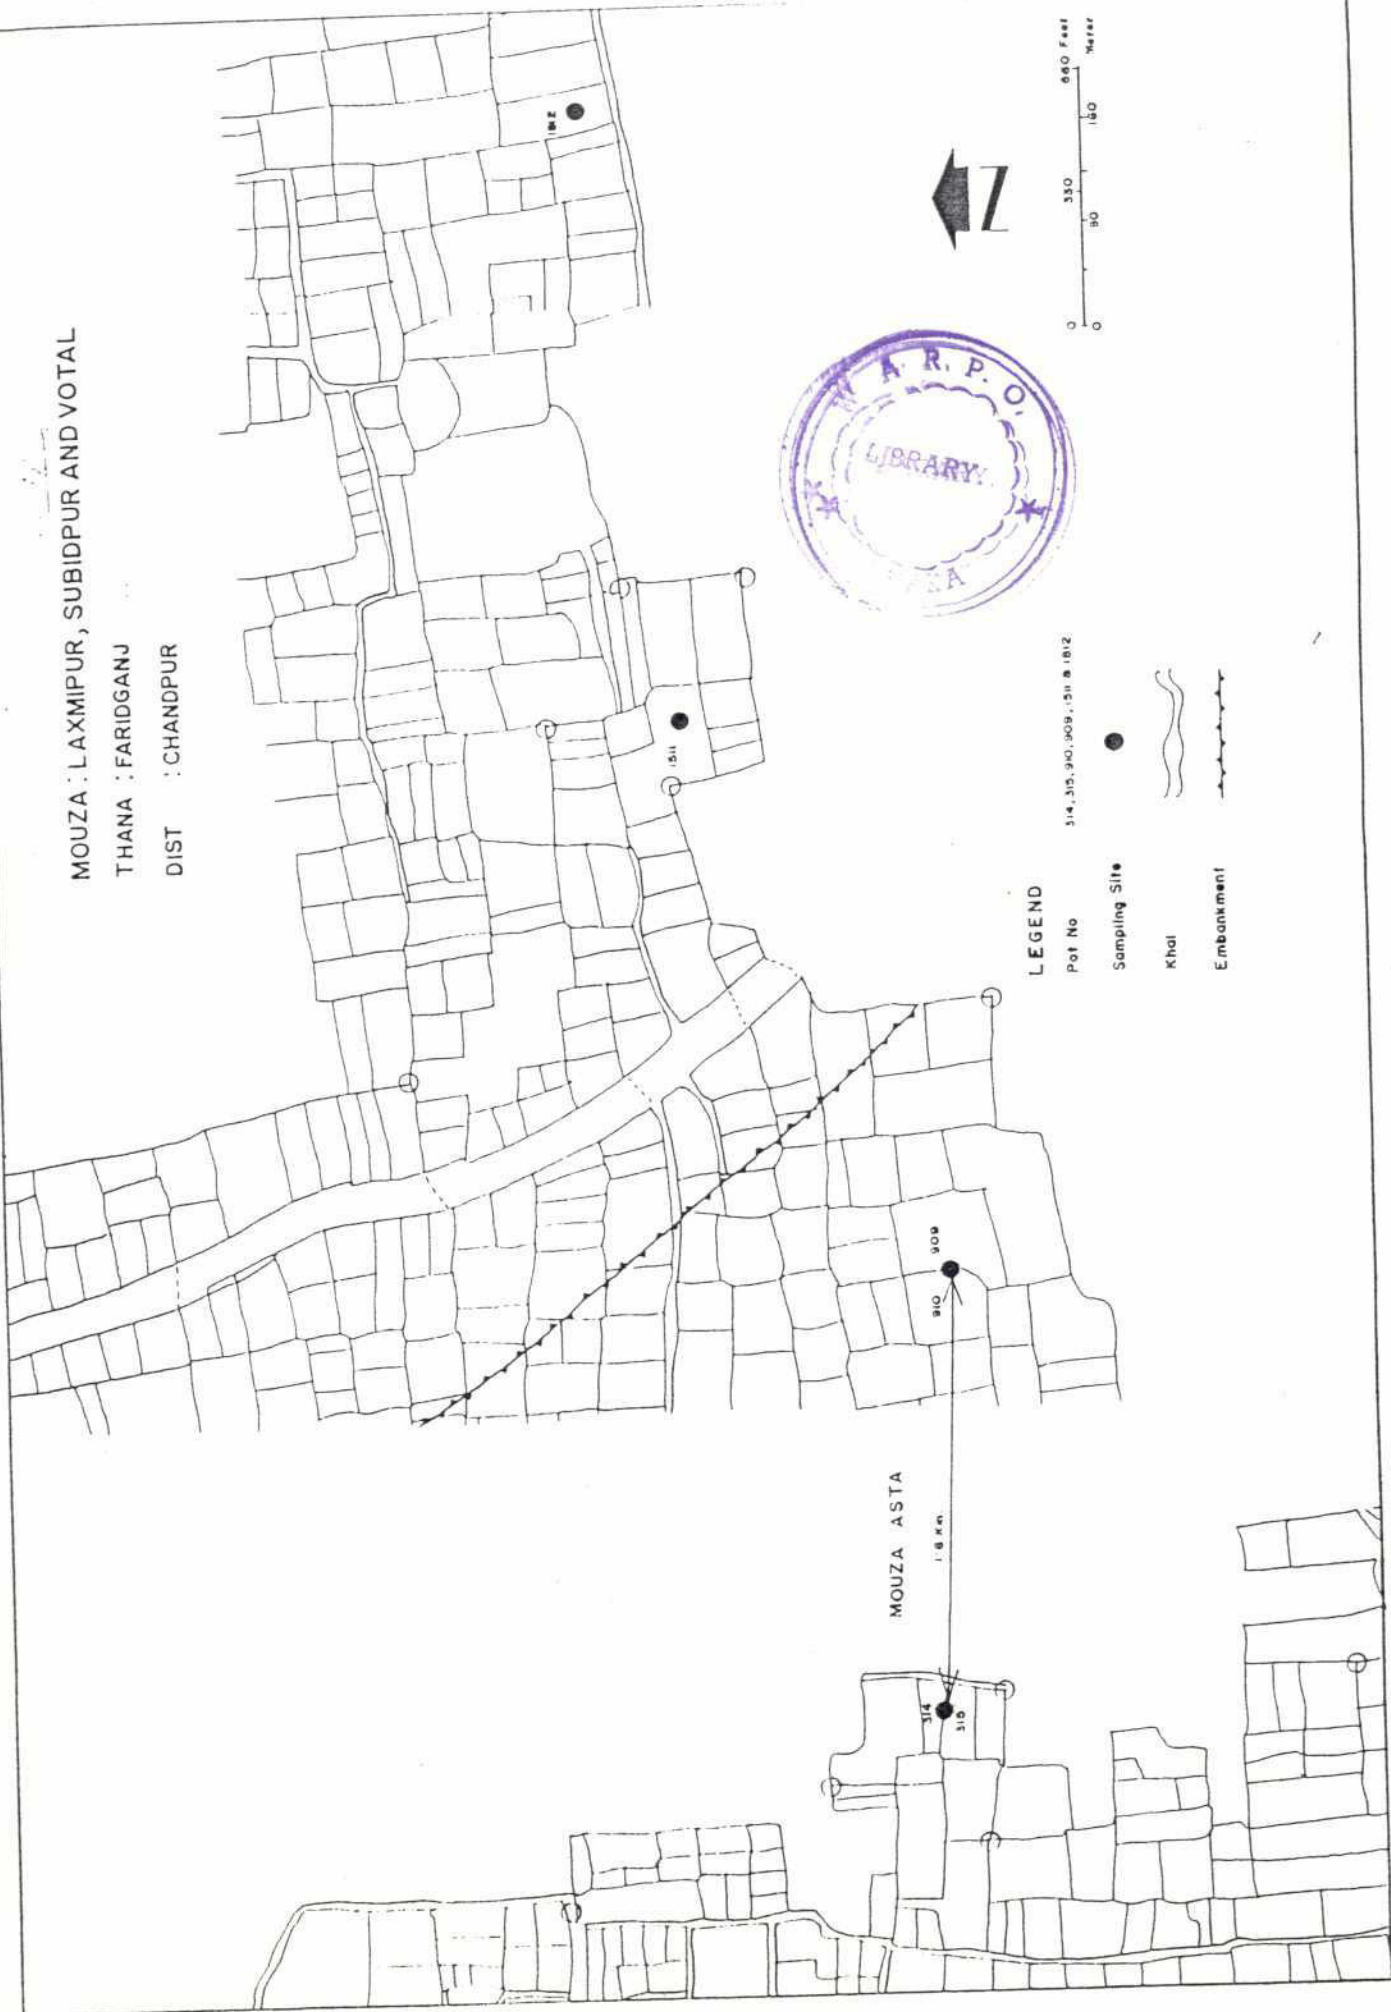 MOUZA : LAXMIPUR, SUBIDPUR AND VOTAL
THANA : FARIDGANJ
DIST : CHANDPUR
1812
1511
910
909
MOUZA ASTA
314
315
W A. R. P. O.
LIBRARY
N
0 330 660 Feet
0 90 180 Meter
LEGEND
Pot No 314, 315, 910, 909, 1511 & 1812
Sampling Site
Khal
Embankment